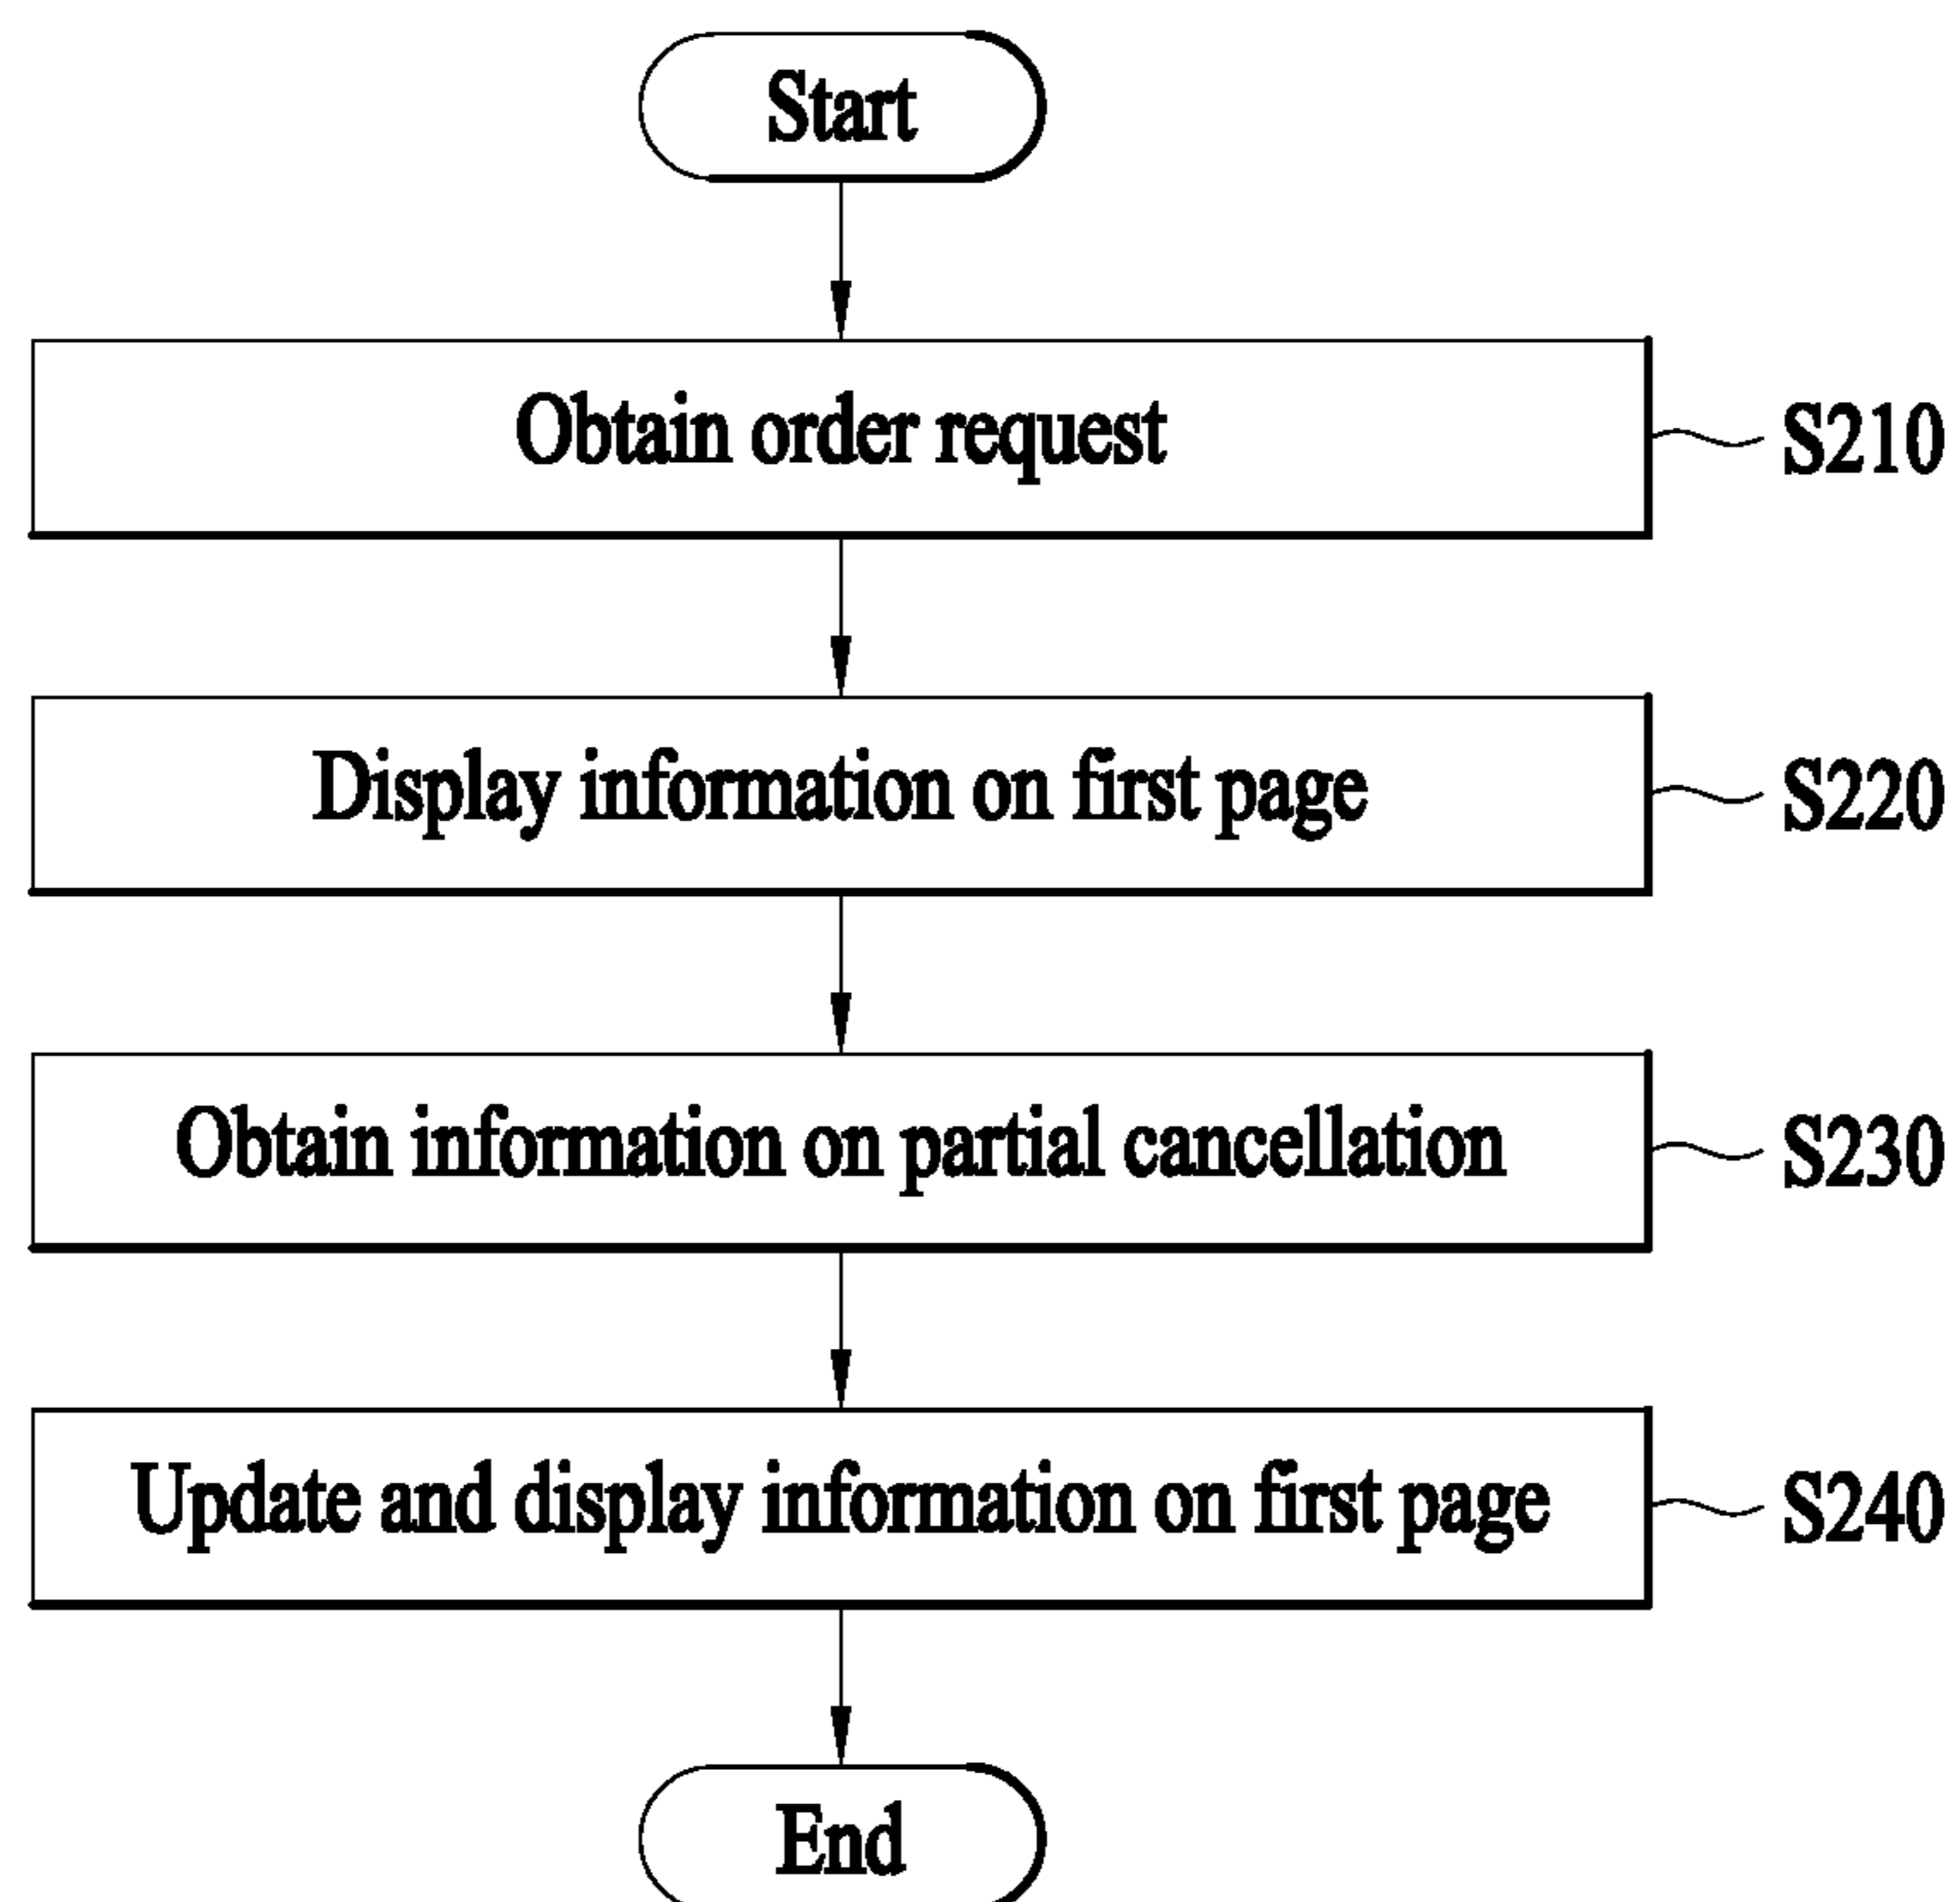 Start
Obtain order request
S210
Display information on first page
S220
Obtain information on partial cancellation
S230
Update and display information on first page
S240
End